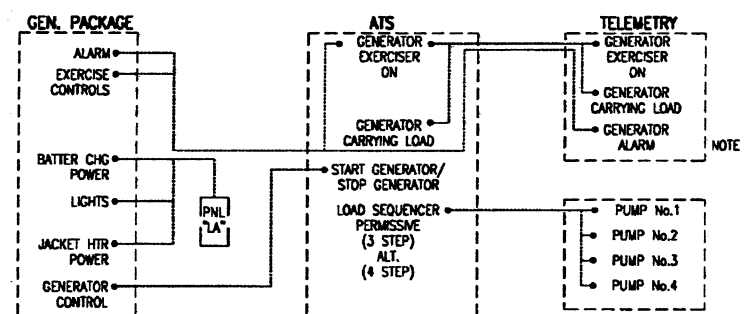 GEN. PACKAGE
ALARM
EXERCISE
CONTROLS
BATTER CHG
POWER
LIGHTS
JACKET HTR
POWER
GENERATOR
CONTROL
PNL
"LA"
ATS
GENERATOR
EXERCISER
ON
GENERATOR
CARRYING LOAD
START GENERATOR/
STOP GENERATOR
LOAD SEQUENCER
PERMISSIVE
(3 STEP)
ALT.
(4 STEP)
TELEMETRY
GENERATOR
EXERCISER
ON
GENERATOR
CARRYING LOAD
GENERATOR
ALARM
NOTE
PUMP No.1
PUMP No.2
PUMP No.3
PUMP No.4